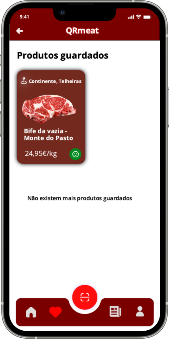 9:41
QRmeat
Produtos guardados
Continente, Telheiras
Bife da vazia -
Monte do Pasto
24,95€/kg
Não existem mais produtos guardados